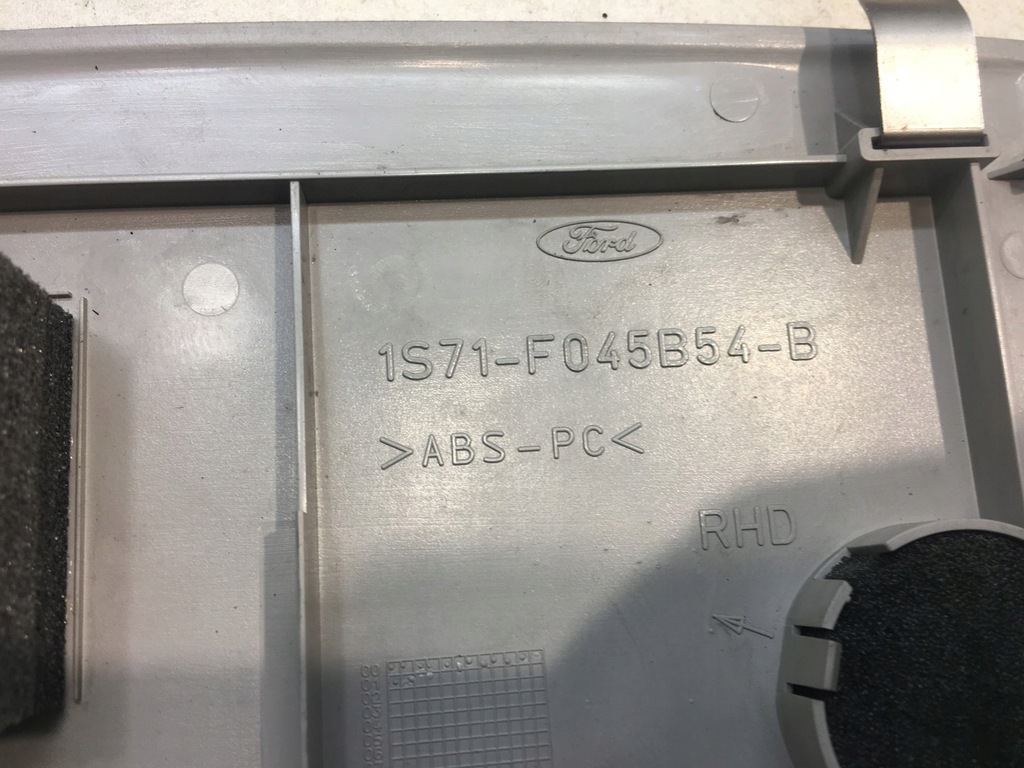 Ford
1S71-F045B54-B
>ABS-PC<
RHD